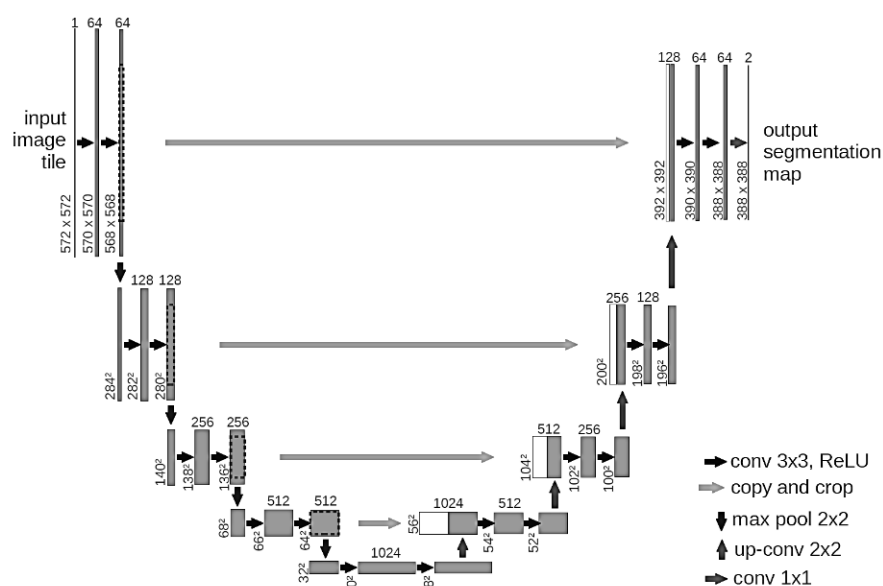 1 64 64
input
image
tile
572 x 572
570 x 570
568 x 568
128 64 64 2
output
segmentation
map
392 x 392
390 x 390
388 x 388
388 x 388
128 128
284²
282²
280²
256 128
200²
198²
196²
256 256
140²
138²
136²
512 256
104²
102²
100²
512 512
68²
66²
64²
1024 512
56²
54²
52²
1024
32²
conv 3x3, ReLU
copy and crop
max pool 2x2
up-conv 2x2
conv 1x1